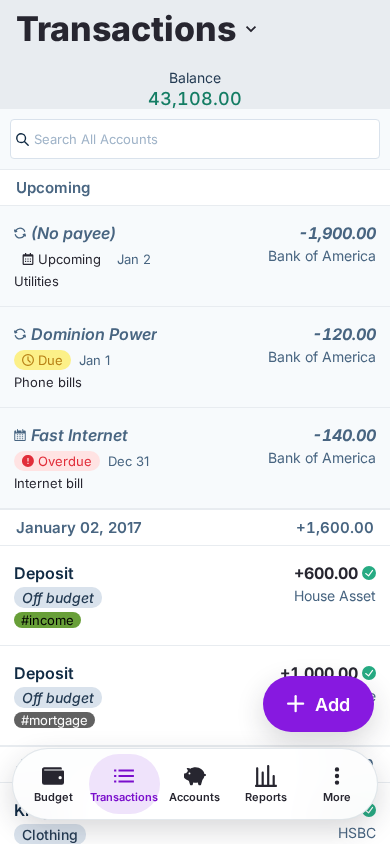 Transactions
Balance
43,108.00
Search All Accounts
Upcoming
(No payee) -1,900.00
Upcoming Jan 2 Bank of America
Utilities
Dominion Power -120.00
Due Jan 1 Bank of America
Phone bills
Fast Internet -140.00
Overdue Dec 31 Bank of America
Internet bill
January 02, 2017 +1,600.00
Deposit +600.00
Off budget House Asset
#income
Deposit +1,000.00
Off budget
#mortgage
Add
Budget Transactions Accounts Reports More
Clothing HSBC